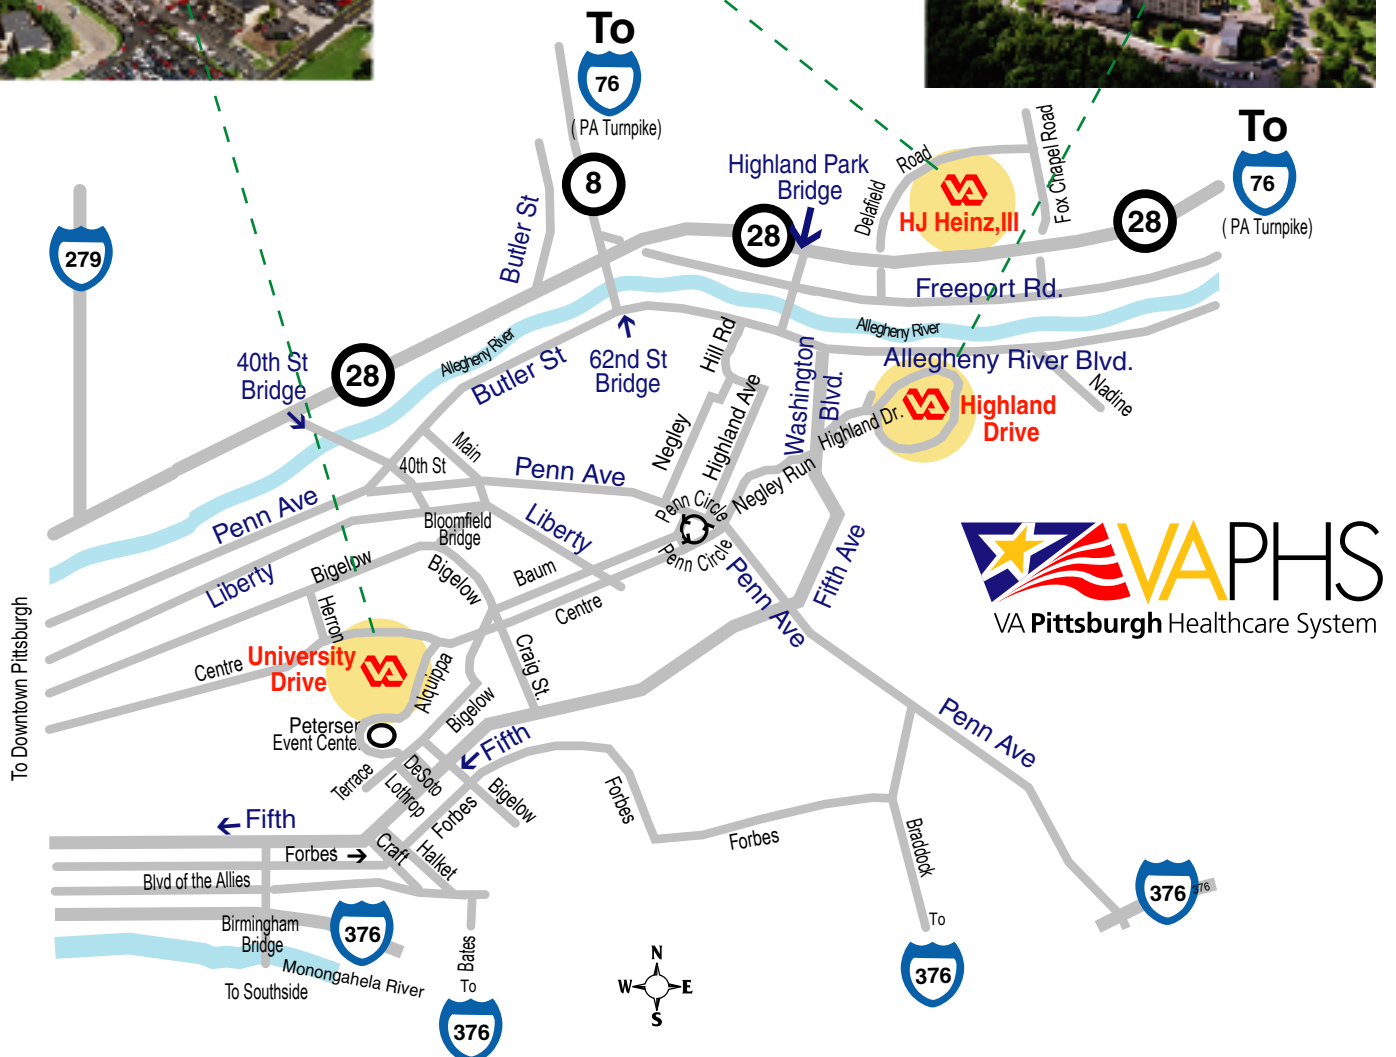 To
76
( PA Turnpike)
To
76
( PA Turnpike)
8
Highland Park
Bridge
Delafield
Road
Fox Chapel Road
HJ Heinz,III
28
28
279
Butler St
Freeport Rd.
Allegheny River
Allegheny River
Allegheny River Blvd.
40th St
Bridge
28
Butler St
62nd St
Bridge
Hill Rd
Negley
Highland Ave
Washington
Blvd.
Highland Dr.
Highland
Drive
Nadine
Main
40th St
Penn Ave
Penn Ave
Negley Run
Penn Circle
Penn Circle
Bloomfield
Bridge
Liberty
Liberty
Bigelow
Bigelow
Baum
Centre
Penn Ave
Fifth Ave
VAPHS
VA Pittsburgh Healthcare System
To Downtown Pittsburgh
Herron
Centre
University
Drive
Alquippa
Craig St.
Bigelow
Peterser
Event Cente
Terrace
DeSoto
Lothrop
Fifth
Bigelow
Forbes
Forbes
Forbes
Penn Ave
Braddock
Fifth
Forbes
Craft
Halket
Blvd of the Allies
Birmingham
Bridge
376
Monongahela River
To Southside
To Bates
376
To
376
376
376
N
W
E
S